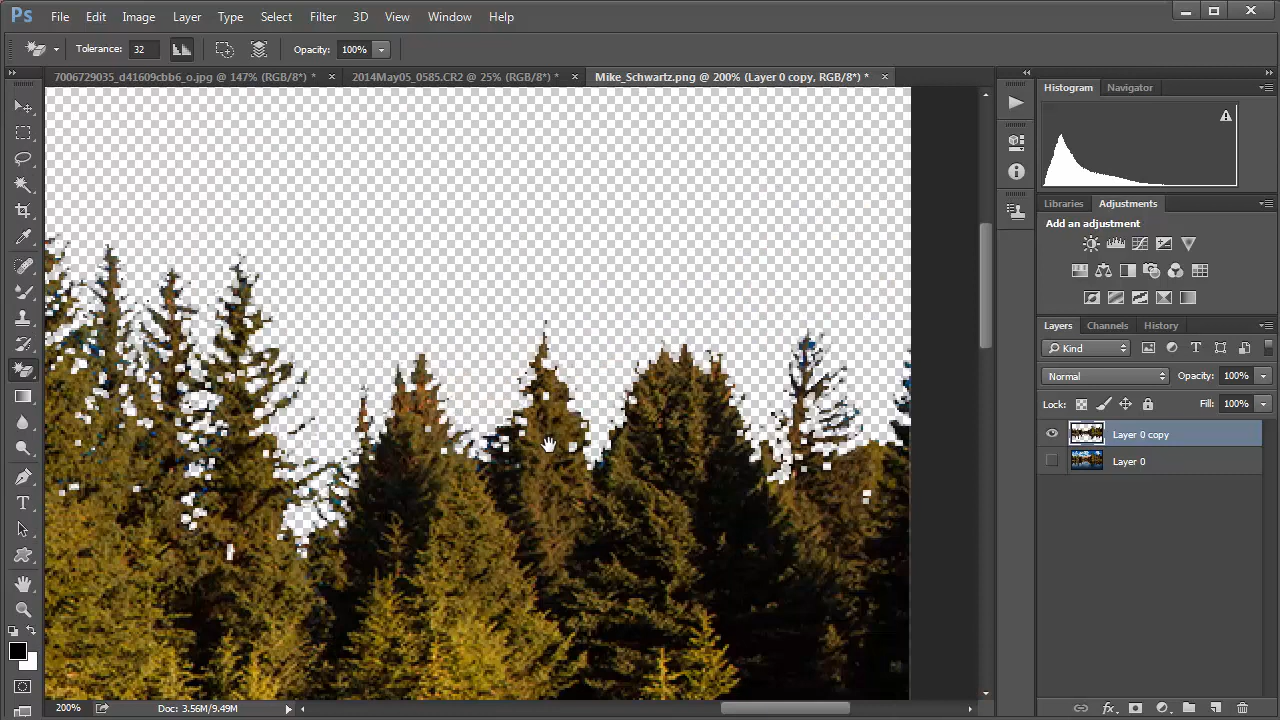 Ps File Edit Image Layer Type Select Filter 3D View Window Help
Tolerance: 32 Opacity: 100%
7006729035_d41609cbb6_o.jpg @ 147% (RGB/8*) * × 2014May05_0585.CR2 @ 25% (RGB/8*) * × Mike_Schwartz.png @ 200% (Layer 0 copy, RGB/8*) * ×
Histogram Navigator
Libraries Adjustments
Add an adjustment
Layers Channels History
Kind
Normal Opacity: 100%
Lock: Fill: 100%
Layer 0 copy
Layer 0
200% Doc: 3.56M/9.49M